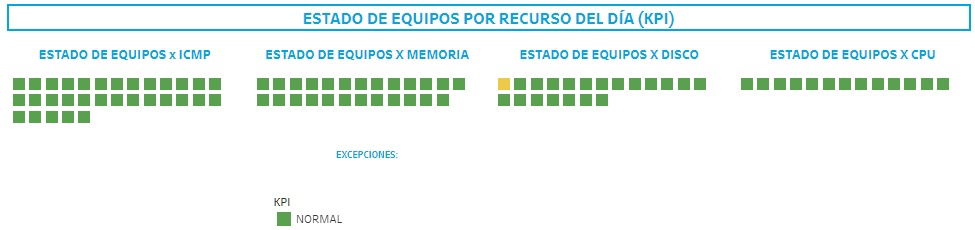 ESTADO DE EQUIPOS POR RECURSO DEL DÍA (KPI)
ESTADO DE EQUIPOS x ICMP
ESTADO DE EQUIPOS X MEMORIA
ESTADO DE EQUIPOS X DISCO
ESTADO DE EQUIPOS X CPU
EXCEPCIONES:
KPI
NORMAL